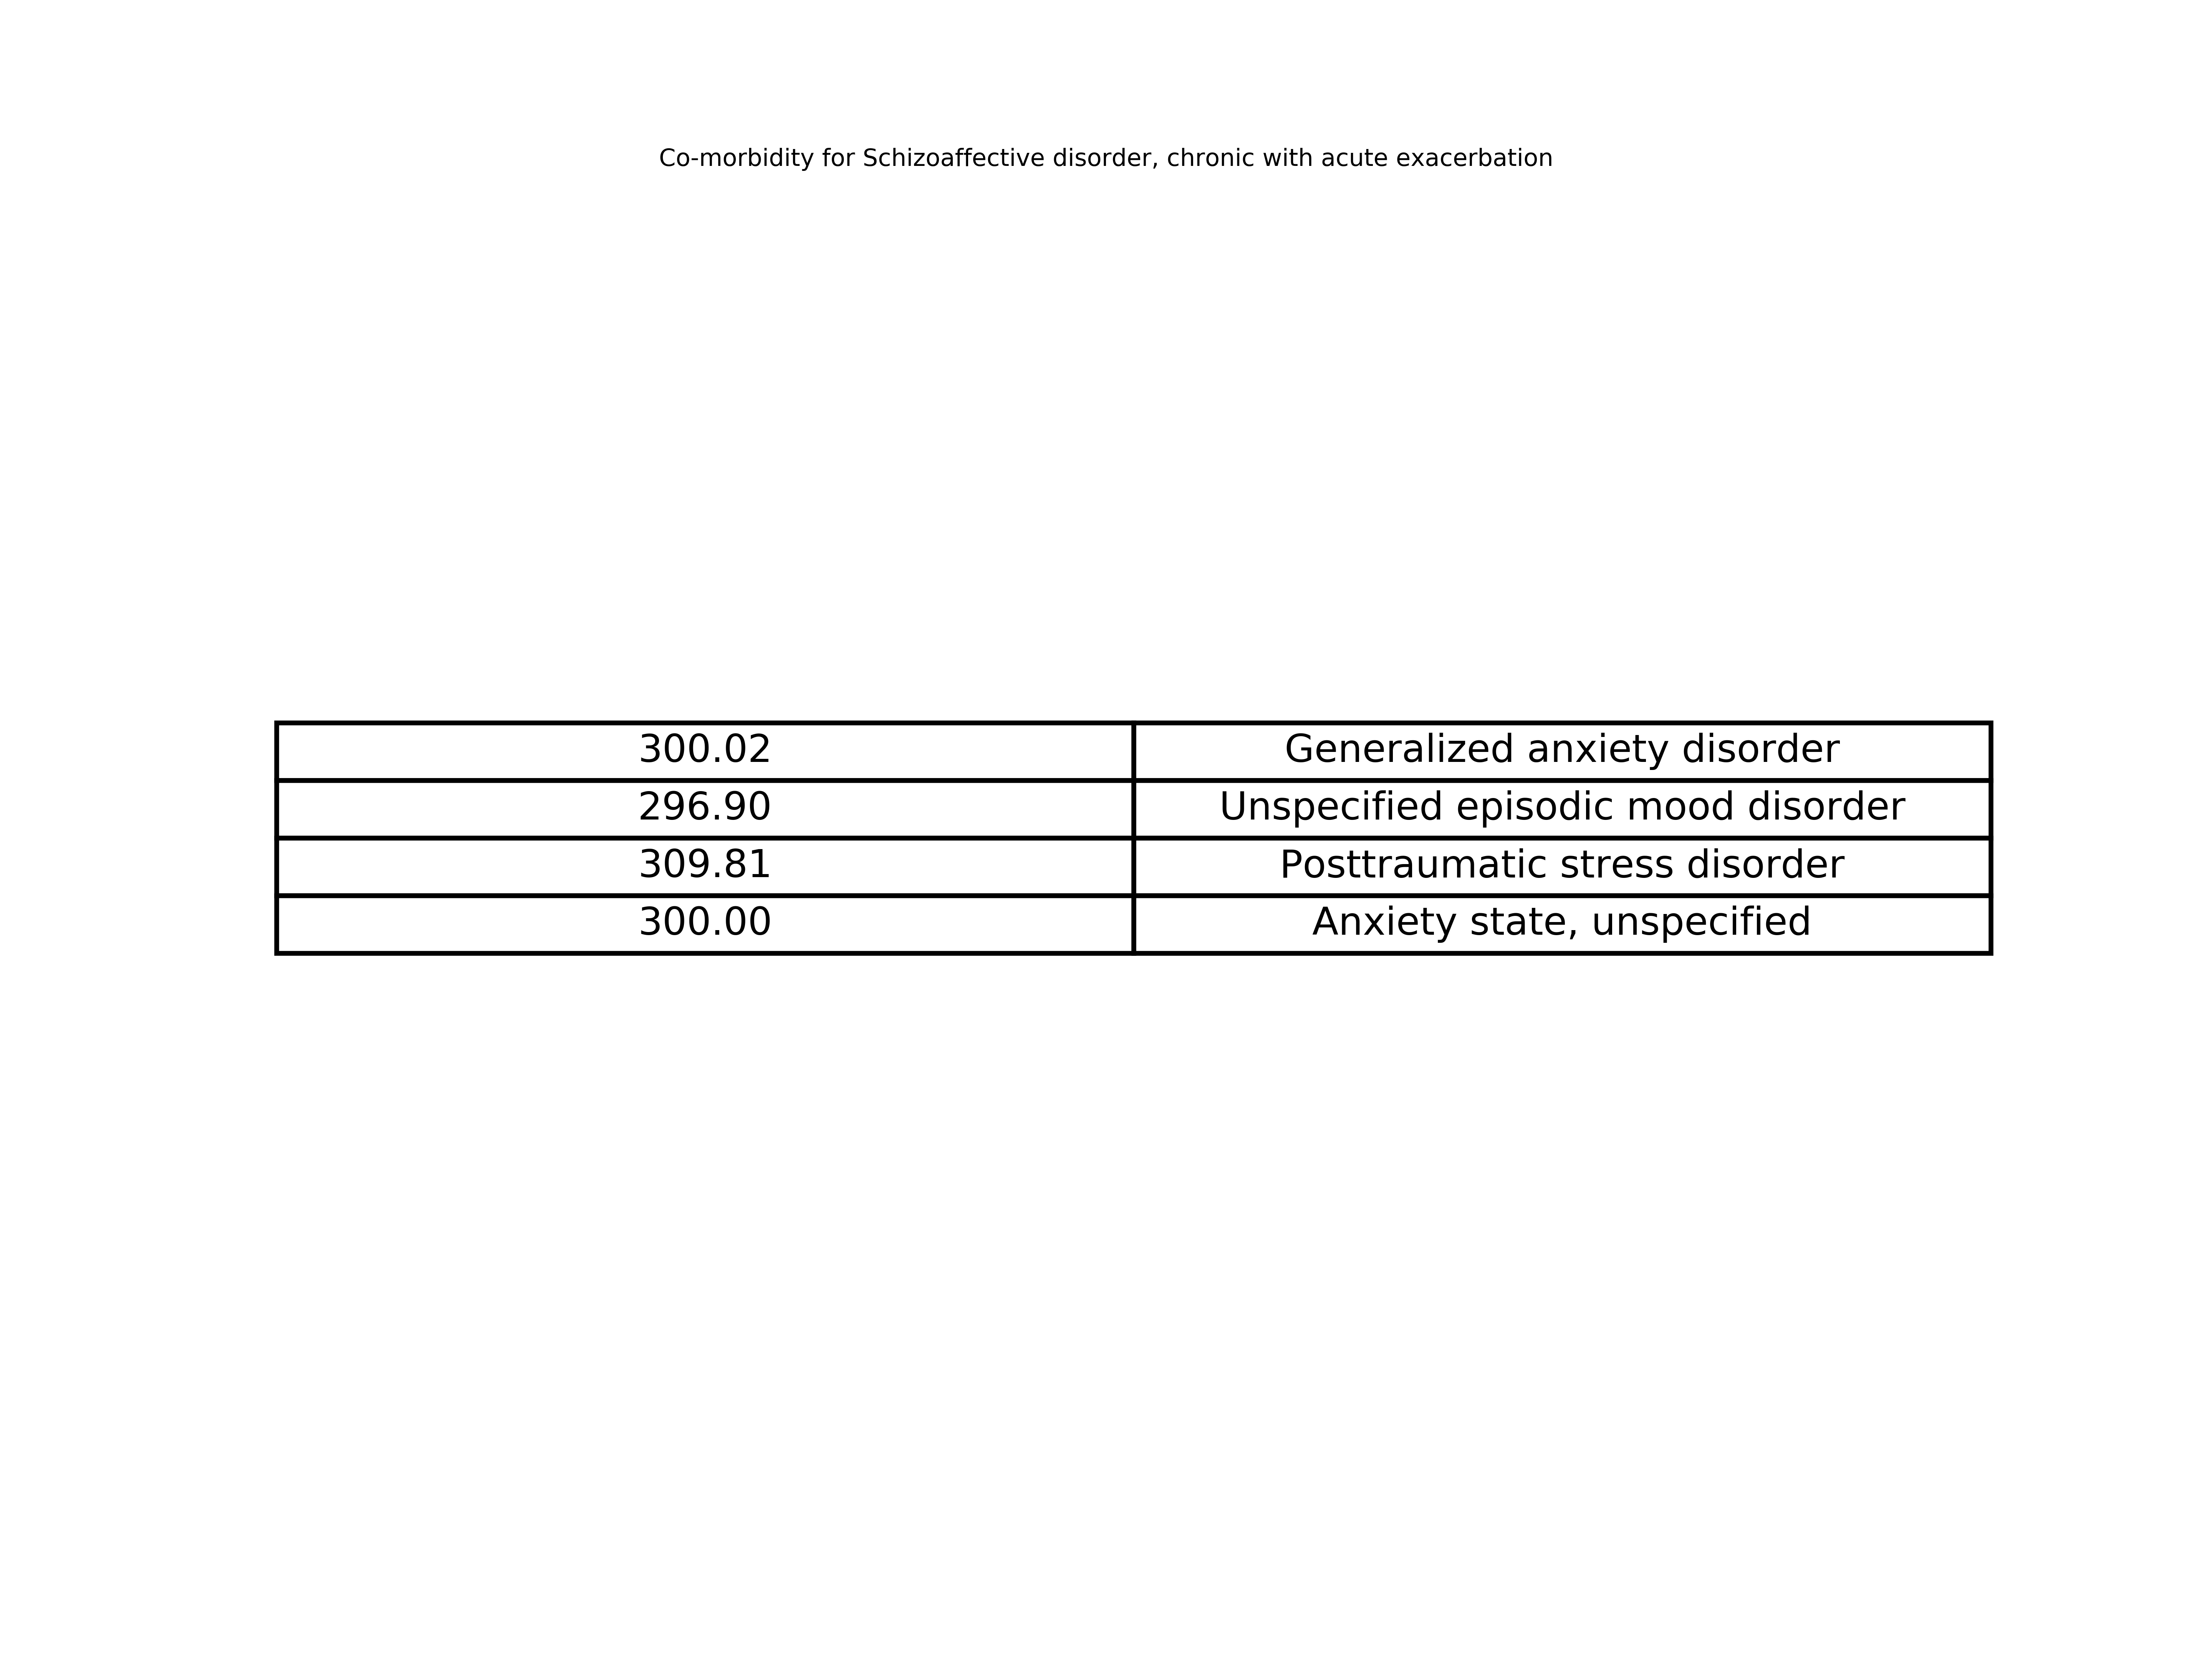 Co-morbidity for Schizoaffective disorder, chronic with acute exacerbation
300.02 Generalized anxiety disorder
296.90 Unspecified episodic mood disorder
309.81 Posttraumatic stress disorder
300.00 Anxiety state, unspecified